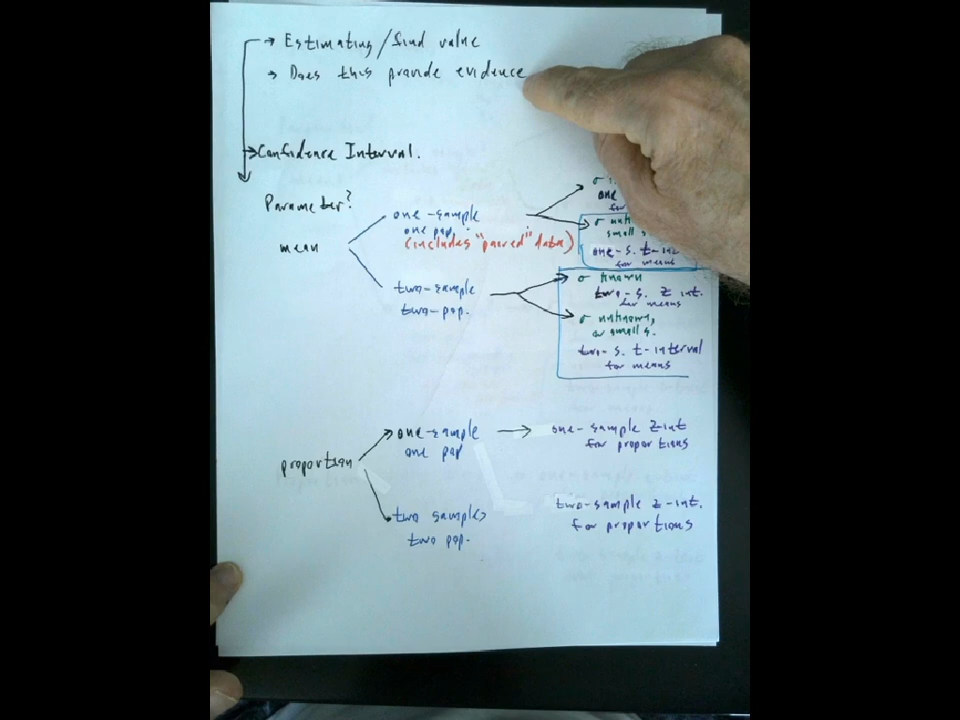 → Estimating/find value
→ Does this provide evidence
Confidence Interval.
Parameter?
mean
one-sample
one pop.
(includes "paired" data)
two-sample
two-pop.
σ
one
for
σ
small s.
one-s. t-int
for means
σ known
two-s. z int.
for means
σ unknown,
or small s.
two-s. t-interval
for means
proportion
one-sample
one pop
one-sample z int
for proportions
two samples
two pop.
two-sample z-int.
for proportions